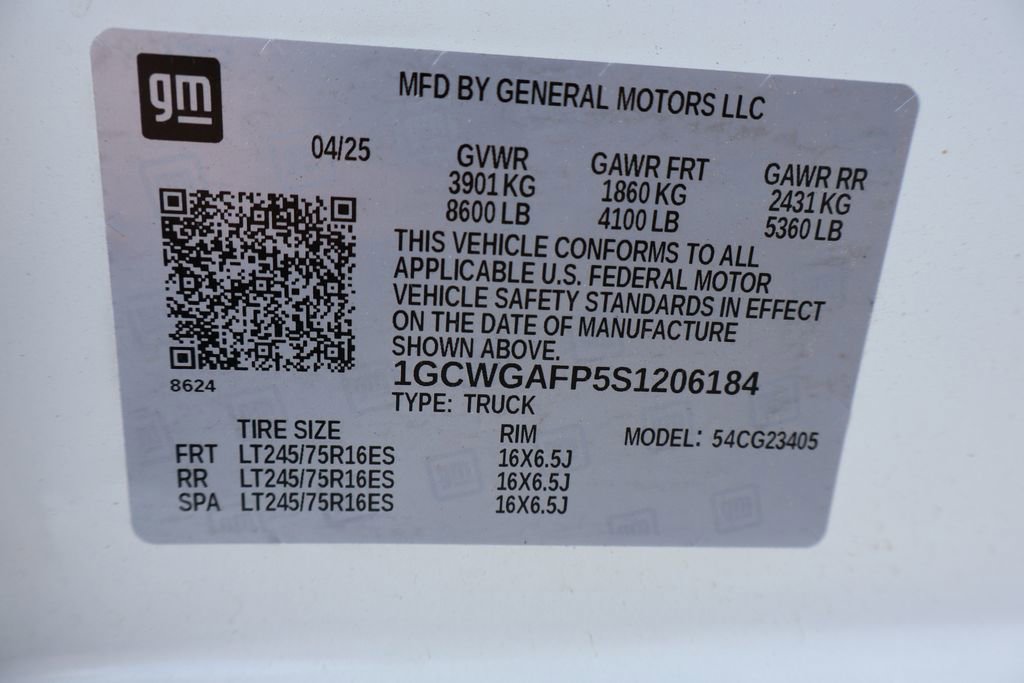 gm
MFD BY GENERAL MOTORS LLC
04/25
GVWR GAWR FRT GAWR RR
3901 KG 1860 KG 2431 KG
8600 LB 4100 LB 5360 LB
THIS VEHICLE CONFORMS TO ALL
APPLICABLE U.S. FEDERAL MOTOR
VEHICLE SAFETY STANDARDS IN EFFECT
ON THE DATE OF MANUFACTURE
SHOWN ABOVE.
8624
1GCWGAFP5S1206184
TYPE: TRUCK
TIRE SIZE RIM MODEL: 54CG23405
FRT LT245/75R16ES 16X6.5J
RR LT245/75R16ES 16X6.5J
SPA LT245/75R16ES 16X6.5J